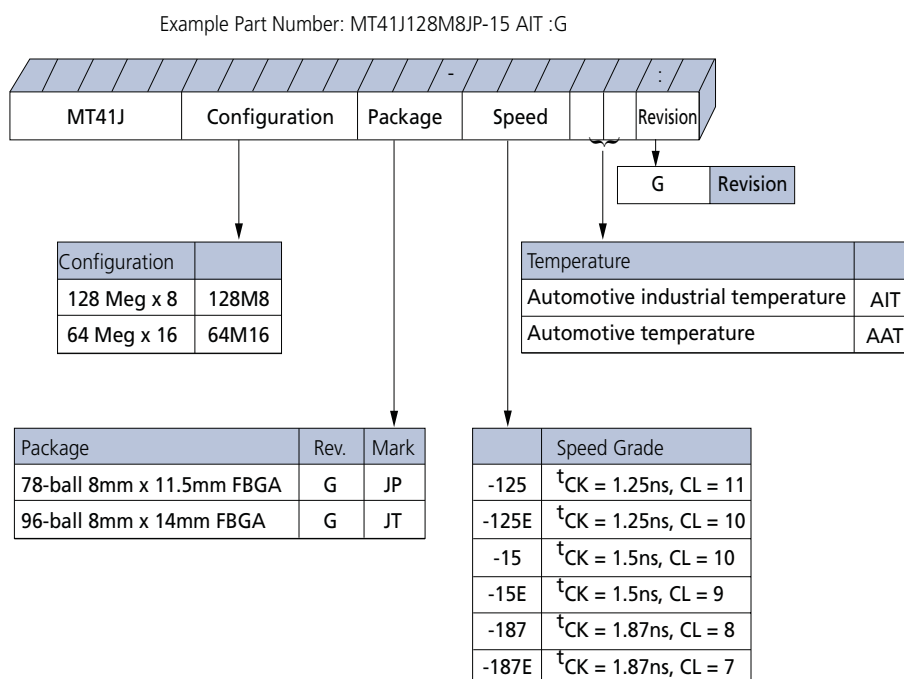 Example Part Number: MT41J128M8JP-15 AIT :G
- :
MT41J Configuration Package Speed Revision
G Revision
Configuration
128 Meg x 8 128M8
64 Meg x 16 64M16
Temperature
Automotive industrial temperature AIT
Automotive temperature AAT
Package Rev. Mark
78-ball 8mm x 11.5mm FBGA G JP
96-ball 8mm x 14mm FBGA G JT
Speed Grade
-125 tCK = 1.25ns, CL = 11
-125E tCK = 1.25ns, CL = 10
-15 tCK = 1.5ns, CL = 10
-15E tCK = 1.5ns, CL = 9
-187 tCK = 1.87ns, CL = 8
-187E tCK = 1.87ns, CL = 7